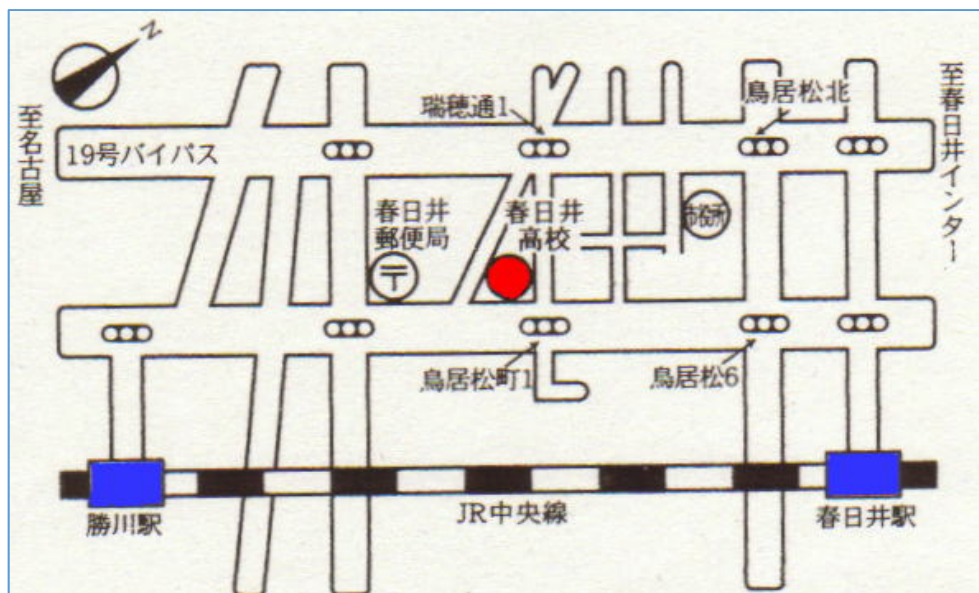 N
至名古屋
19号バイパス
瑞穂通1
鳥居松北
至春日井インター
春日井
郵便局
〒
春日井
高校
市役所
鳥居松町1
鳥居松6
勝川駅
JR中央線
春日井駅